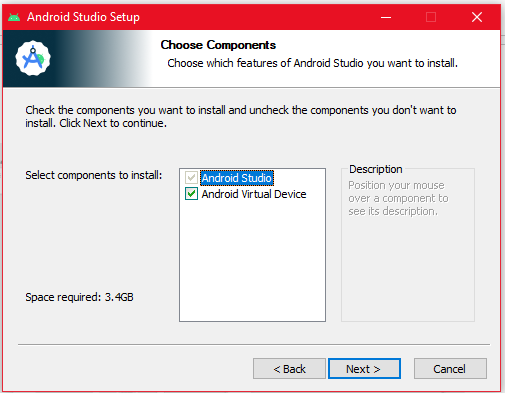 Android Studio Setup
Choose Components
Choose which features of Android Studio you want to install.
Check the components you want to install and uncheck the components you don't want to
install. Click Next to continue.
Select components to install:
Android Studio
Android Virtual Device
Description
Position your mouse
over a component to
see its description.
Space required: 3.4GB
< Back
Next >
Cancel